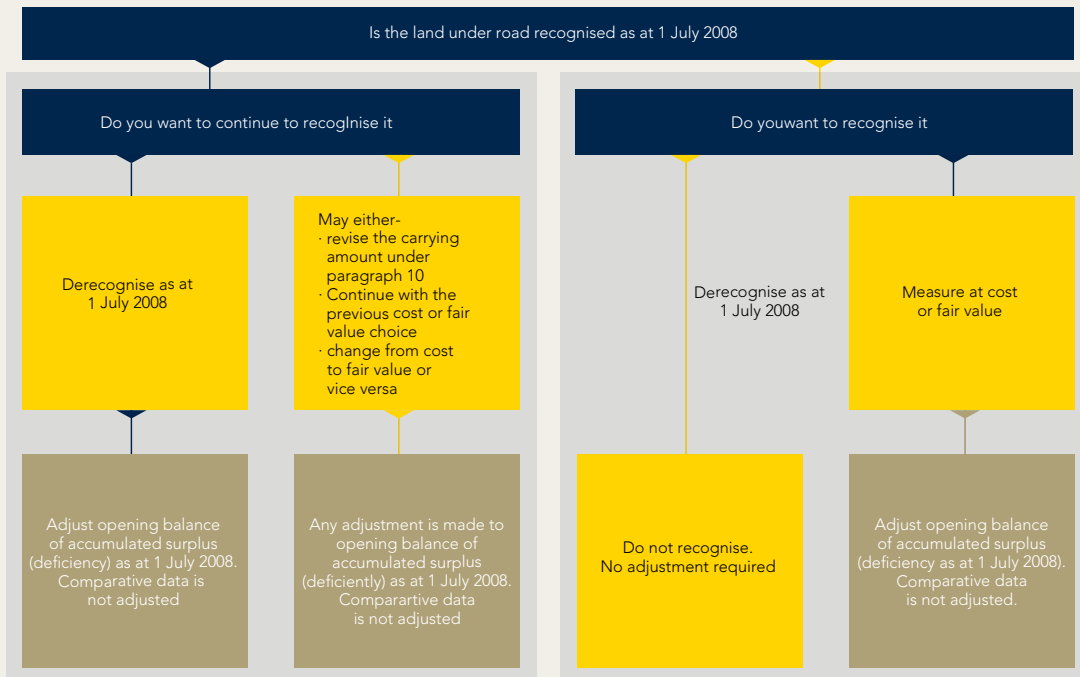 Is the land under road recognised as at 1 July 2008
Do you want to continue to recogInise it
Do youwant to recognise it
Derecognise as at
1 July 2008
May either-
· revise the carrying
amount under
paragraph 10
· Continue with the
previous cost or fair
value choice
· change from cost
to fair value or
vice versa
Derecognise as at
1 July 2008
Measure at cost
or fair value
Adjust opening balance
of accumulated surplus
(deficiency) as at 1 July 2008.
Comparative data is
not adjusted
Any adjustment is made to
opening balance of
accumulated surplus
(deficiently) as at 1 July 2008.
Comparartive data
is not adjusted
Do not recognise.
No adjustment required
Adjust opening balance
of accumulated surplus
(deficiency as at 1 July 2008).
Comparative data
is not adjusted.